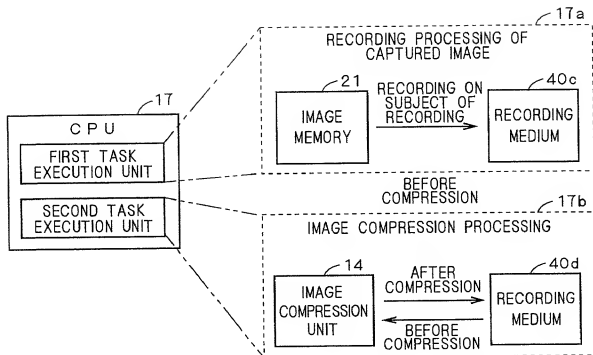 17a
RECORDING PROCESSING OF
CAPTURED IMAGE
17
CPU
FIRST TASK
EXECUTION UNIT
SECOND TASK
EXECUTION UNIT
21
IMAGE
MEMORY
RECORDING ON
SUBJECT OF
RECORDING
40c
RECORDING
MEDIUM
BEFORE
COMPRESSION
17b
IMAGE COMPRESSION PROCESSING
14
IMAGE
COMPRESSION
UNIT
AFTER
COMPRESSION
BEFORE
COMPRESSION
40d
RECORDING
MEDIUM